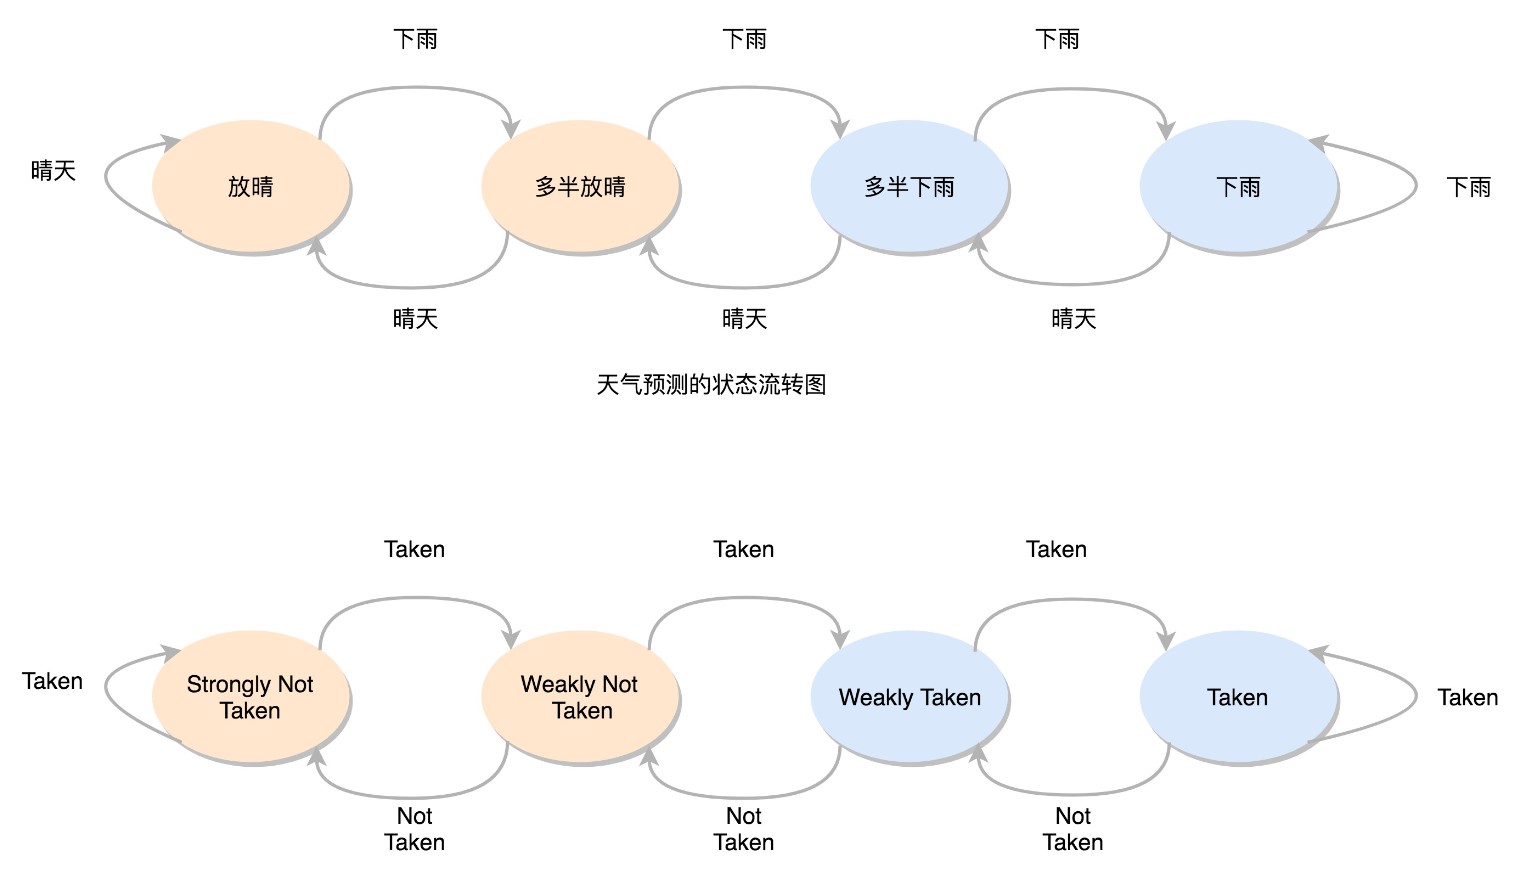 下雨
下雨
下雨
晴天
放晴
多半放晴
多半下雨
下雨
下雨
晴天
晴天
晴天
天气预测的状态流转图
Taken
Taken
Taken
Taken
Strongly Not
Taken
Weakly Not
Taken
Weakly Taken
Taken
Taken
Not
Taken
Not
Taken
Not
Taken